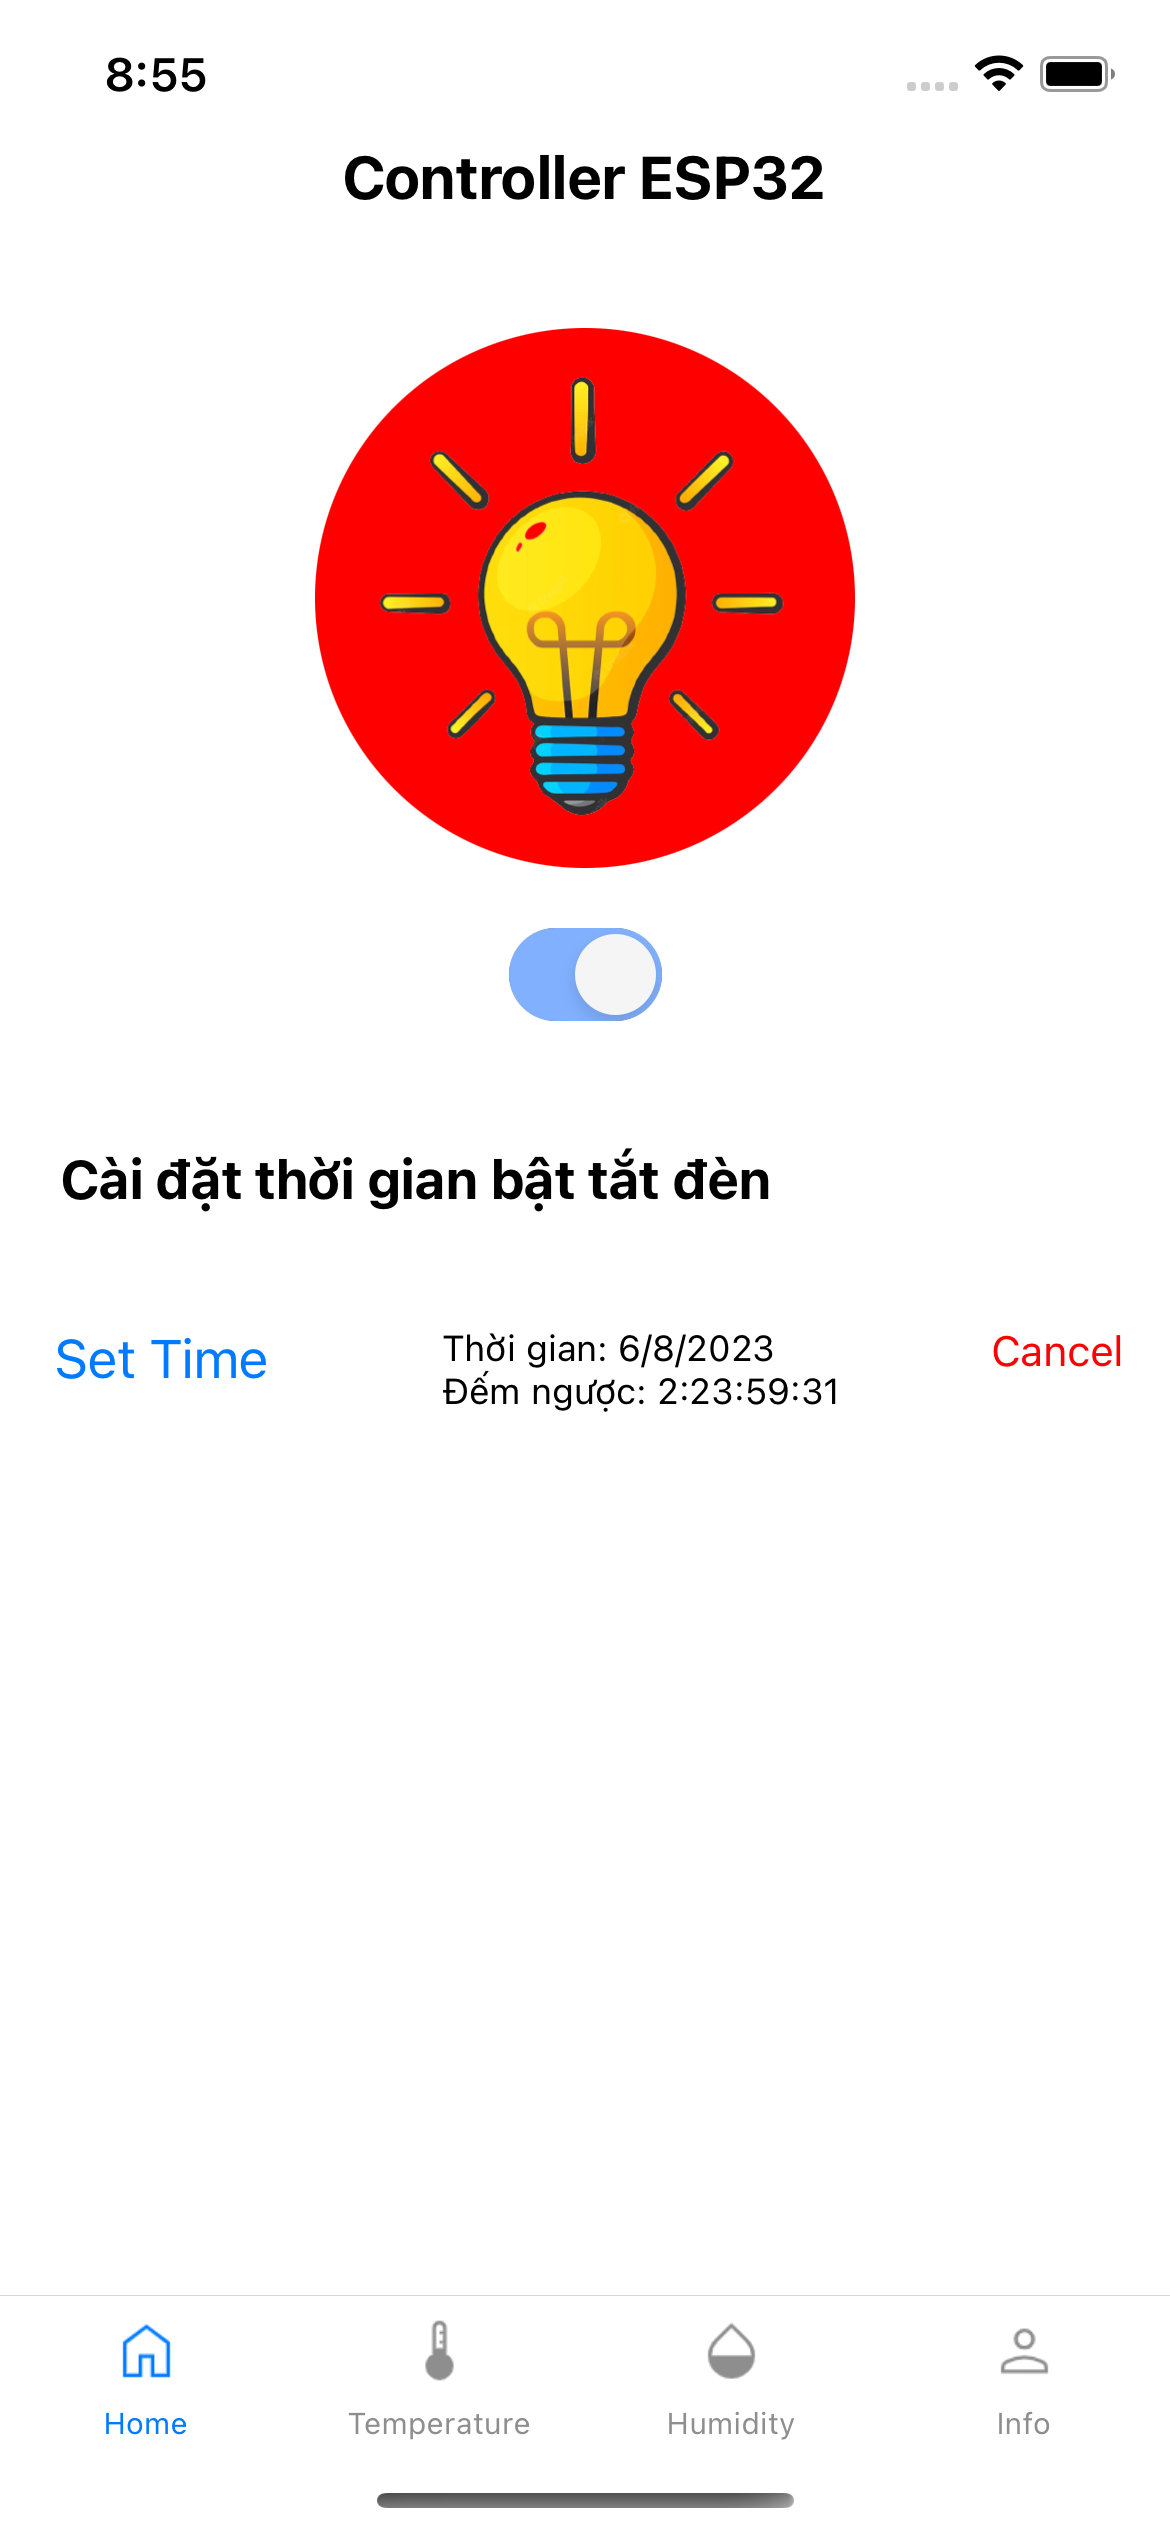 8:55
Controller ESP32
Cài đặt thời gian bật tắt đèn
Set Time
Thời gian: 6/8/2023
Đếm ngược: 2:23:59:31
Cancel
Home
Temperature
Humidity
Info